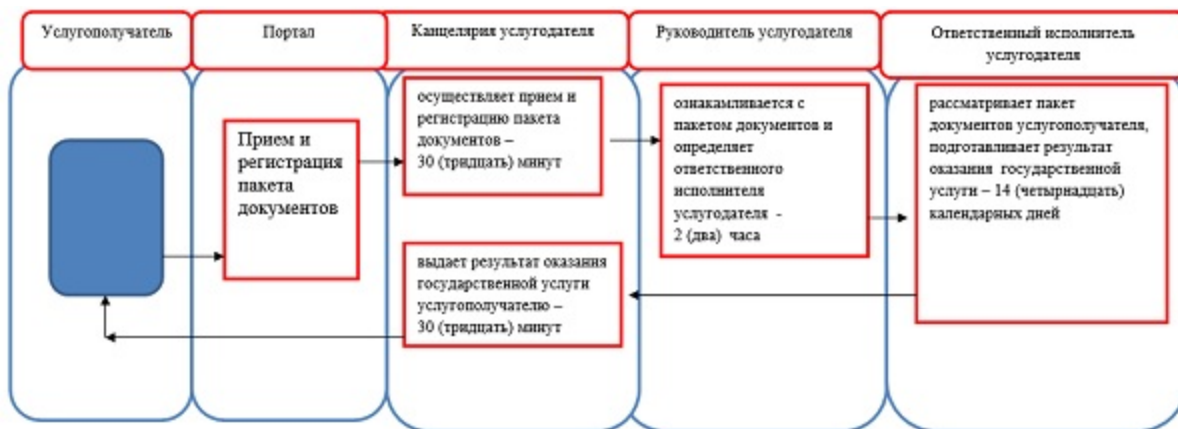 Услугополучатель
Портал
Канцелярия услугодателя
Руководитель услугодателя
Ответственный исполнитель
услугодателя
Прием и
регистрация
пакета
документов
осуществляет прием и
регистрацию пакета
документов –
30 (тридцать) минут
ознакамливается с
пакетом документов и
определяет
ответственного
исполнителя
услугодателя -
2 (два) часа
рассматривает пакет
документов услугополучателя,
подготавливает результат
оказания государственной
услуги – 14 (четырнадцать)
календарных дней
выдает результат оказания
государственной услуги
услугополучателю –
30 (тридцать) минут